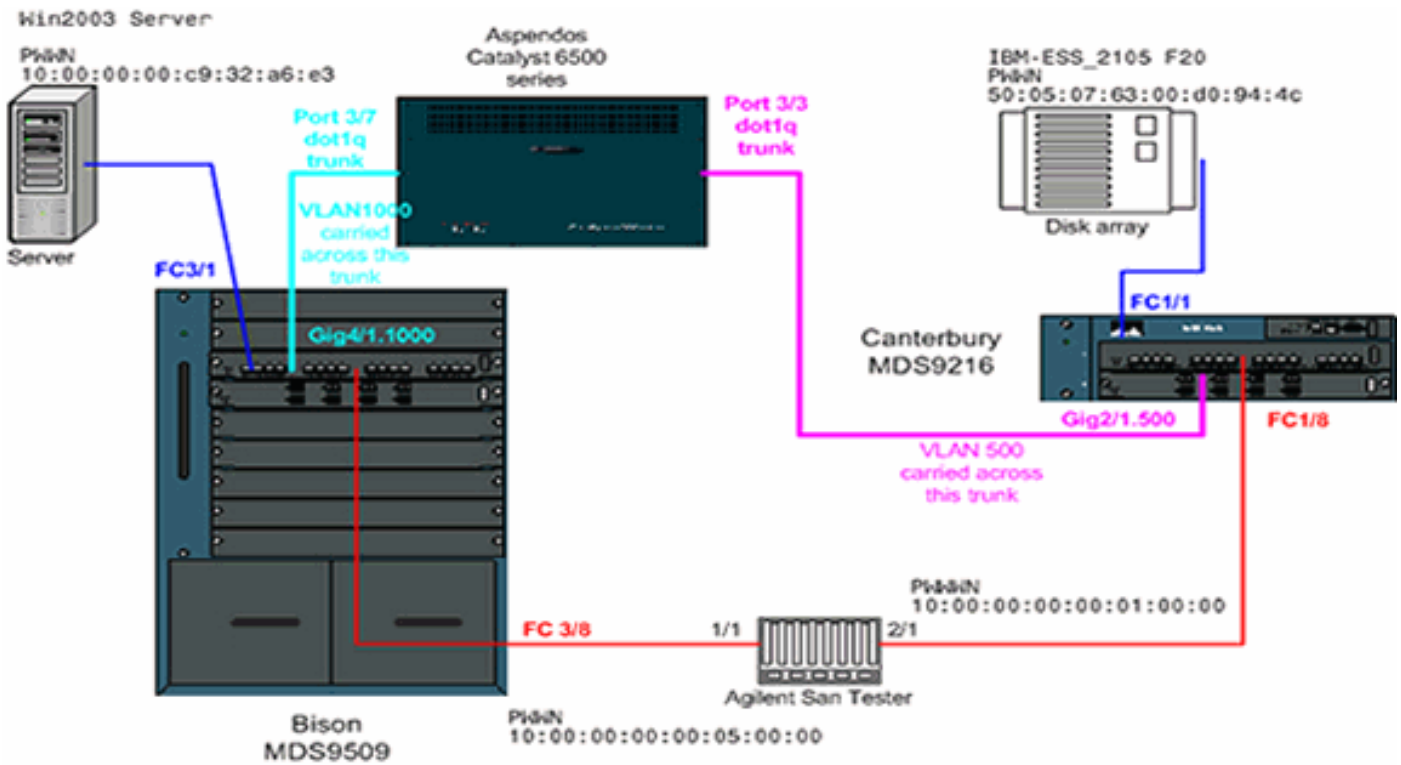 Win2003 Server
PWWN
10:00:00:00:c9:32:a6:e3
Server
Aspendos
Catalyst 6500
series
Port 3/7
dot1q
trunk
VLAN1000
carried
across this
trunk
Port 3/3
dot1q
trunk
IBM-ESS_2105 F20
PWWN
50:05:07:63:00:d0:94:4c
Disk array
FC3/1
Gig4/1.1000
FC1/1
Canterbury
MDS9216
Gig2/1.500
FC1/8
VLAN 500
carried across
this trunk
PWWN
10:00:00:00:00:01:00:00
FC 3/8
1/1
2/1
Agilent San Tester
Bison
MDS9509
PWWN
10:00:00:00:00:05:00:00